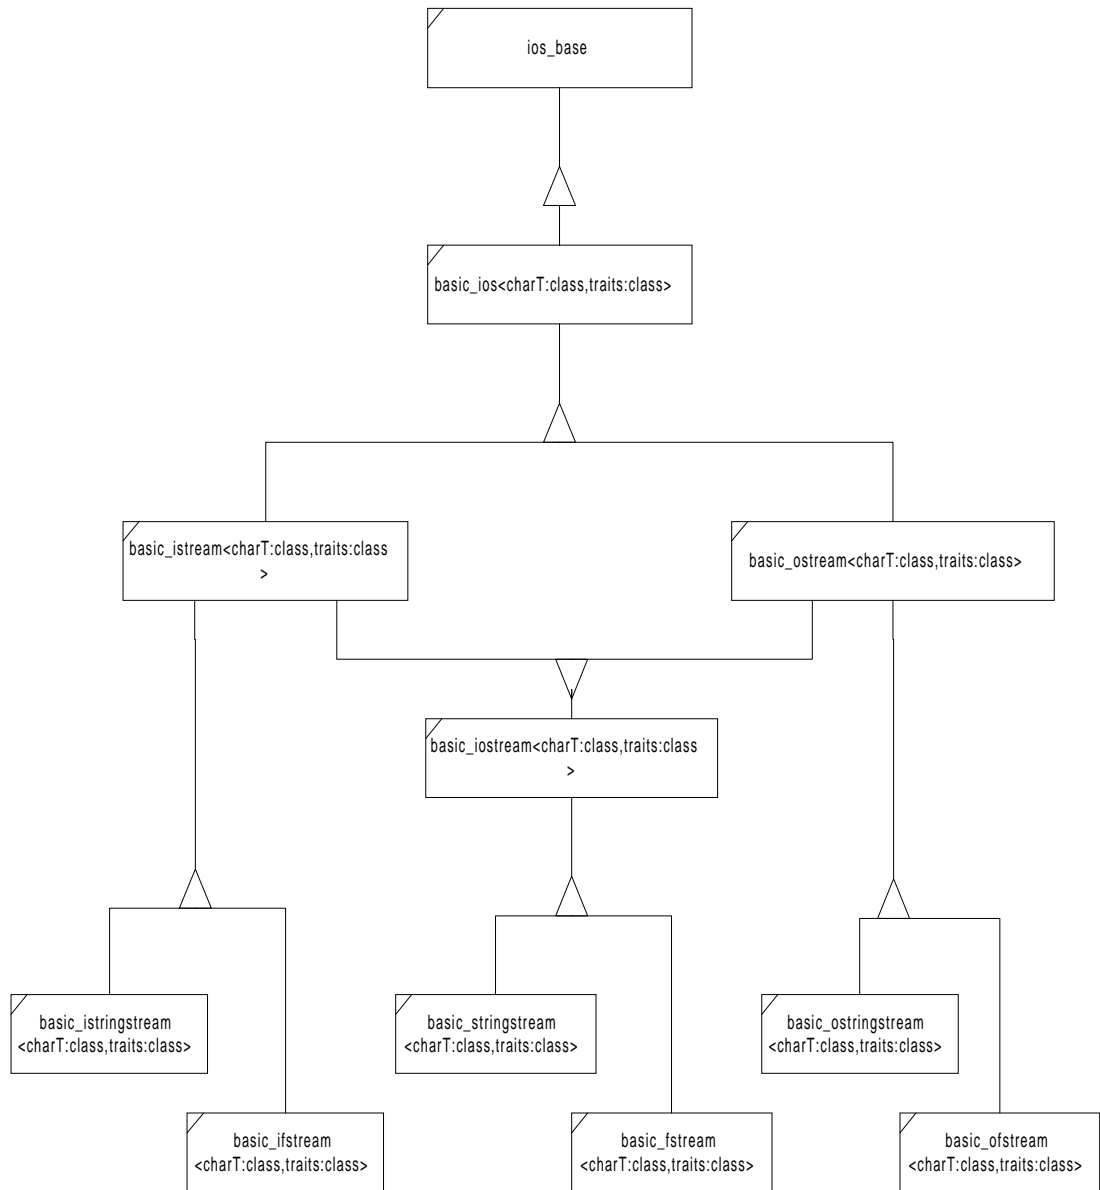 ios_base
basic_ios<charT:class,traits:class>
basic_istream<charT:class,traits:class
>
basic_ostream<charT:class,traits:class>
basic_iostream<charT:class,traits:class
>
basic_istringstream
<charT:class,traits:class>
basic_stringstream
<charT:class,traits:class>
basic_ostringstream
<charT:class,traits:class>
basic_ifstream
<charT:class,traits:class>
basic_fstream
<charT:class,traits:class>
basic_ofstream
<charT:class,traits:class>